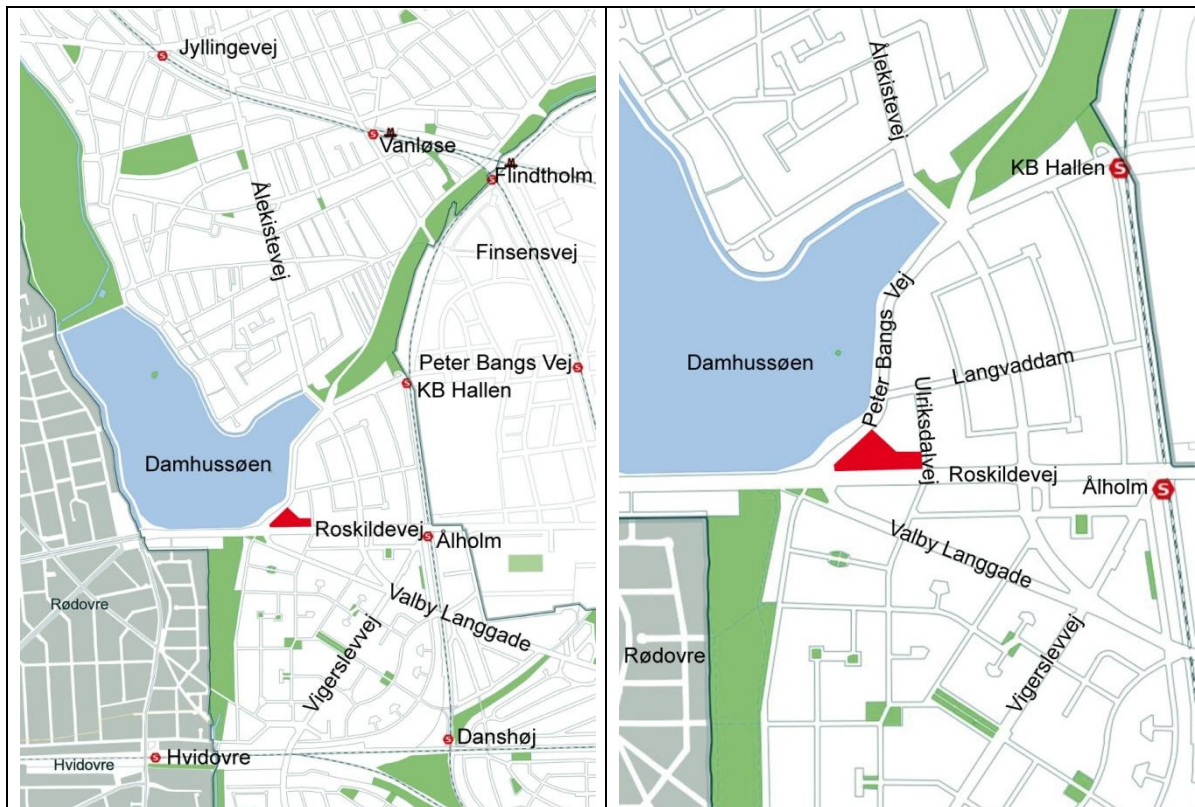 Jyllingevej
Vanløse
Flindtholm
Ålekistevej
Finsensvej
Peter Bangs Vej
KB Hallen
Damhussøen
Roskildevej
Ålholm
Rødovre
Valby Langgade
Vigerslevvej
Danshøj
Hvidovre
Hvidovre
Ålekistevej
KB Hallen
Peter Bangs Vej
Damhussøen
Langvaddam
Ulriksdalvej
Roskildevej
Ålholm
Valby Langgade
Rødovre
Vigerslevvej